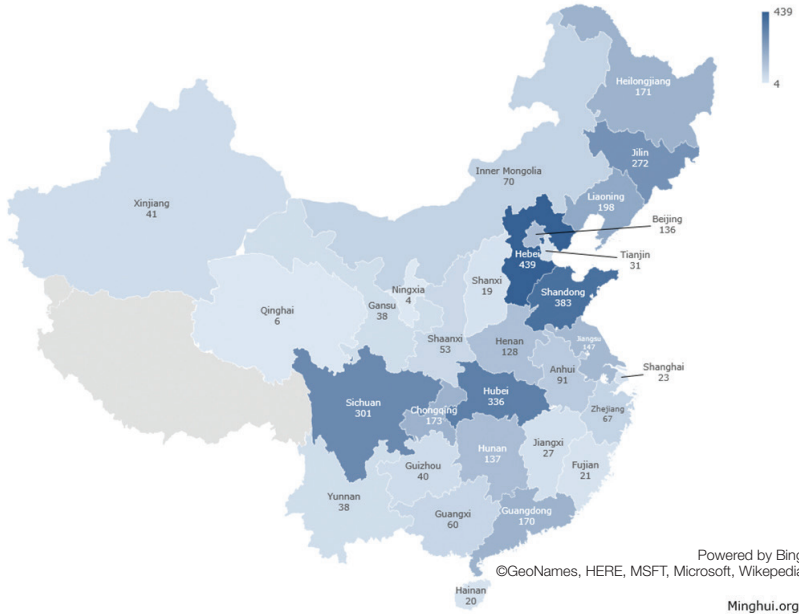 439
4
Heilongjiang
171
Jilin
272
Inner Mongolia
70
Liaoning
198
Xinjiang
41
Beijing
136
Hebei
439
Tianjin
31
Shanxi
19
Ningxia
4
Shandong
383
Qinghai
6
Gansu
38
Shaanxi
53
Henan
128
Jiangsu
147
Anhui
91
Shanghai
23
Hubei
336
Sichuan
301
Chongqing
173
Zhejiang
67
Hunan
137
Jiangxi
27
Guizhou
40
Fujian
21
Yunnan
38
Guangxi
60
Guangdong
170
Hainan
20
Powered by Bing
©GeoNames, HERE, MSFT, Microsoft, Wikepedia
Minghui.org